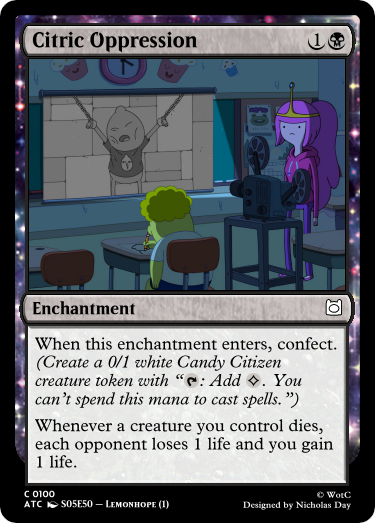 Citric Oppression 1
Enchantment
When this enchantment enters, confect.
(Create a 0/1 white Candy Citizen
creature token with “: Add . You
can’t spend this mana to cast spells.”)
Whenever a creature you control dies,
each opponent loses 1 life and you gain
1 life.
C 0100
ATC S05E50 – Lemonhope (1)
© WotC
Designed by Nicholas Day